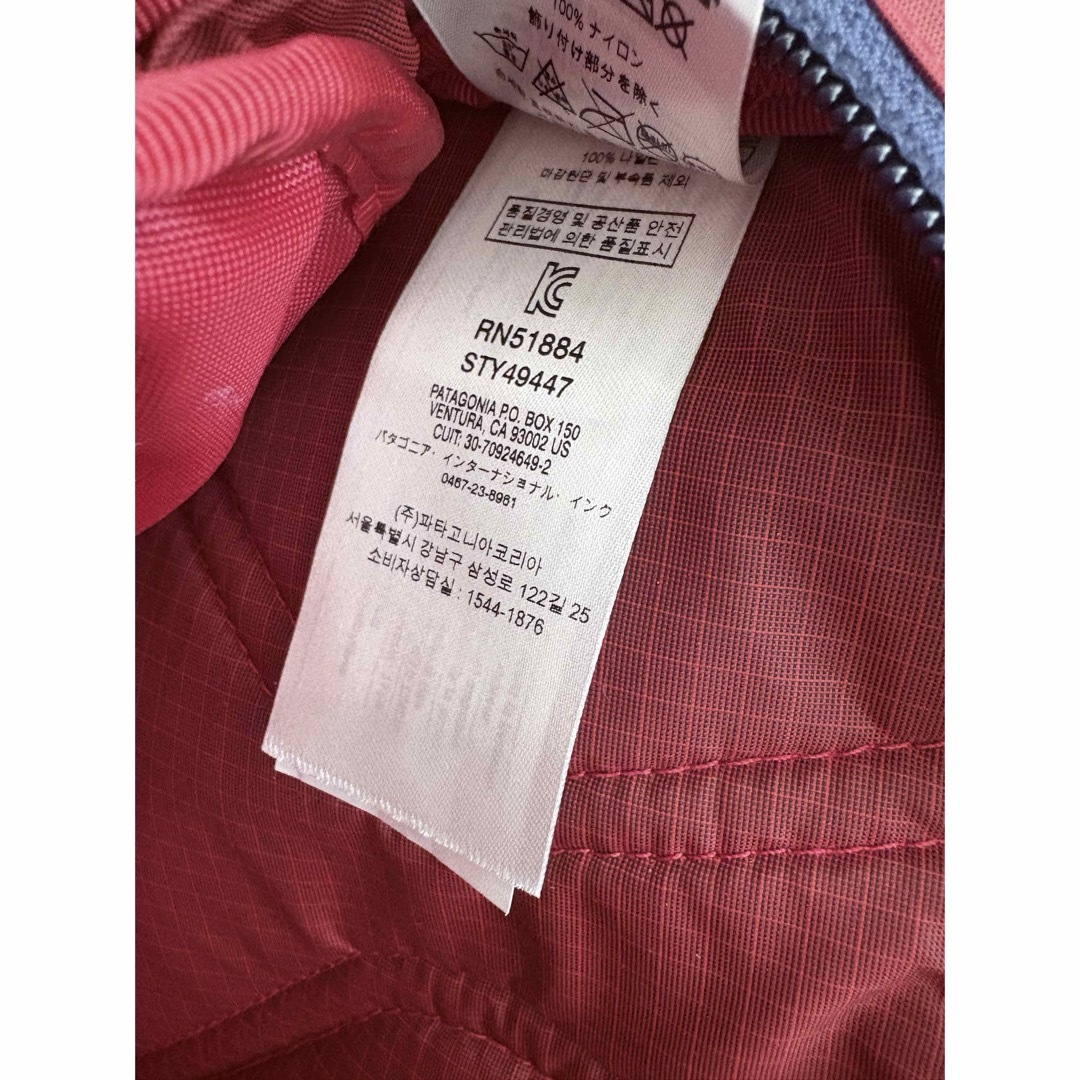 100% ナイロン
飾り付け部分を除く
100% 나일론
마감원단 및 부속품 제외
품질경영 및 공산품 안전
관리법에 의한 품질표시
RN51884
STY49447
PATAGONIA P.O. BOX 150
VENTURA, CA 93002 US
CUIT: 30-70924649-2
パタゴニア・インターナショナル・インク
0467-23-8961
(주)파타고니아코리아
서울특별시 강남구 삼성로 122길 25
소비자상담실 : 1544-1876